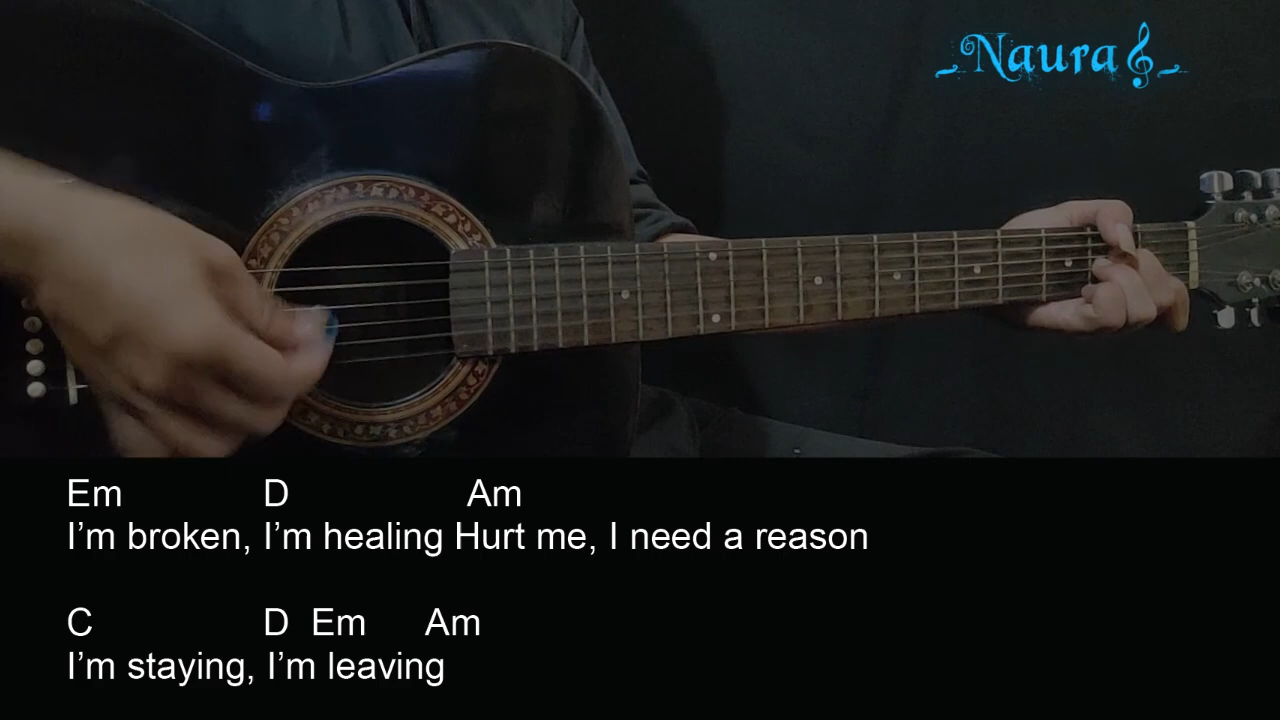 Naura
Em D Am
I'm broken, I'm healing Hurt me, I need a reason
C D Em Am
I'm staying, I'm leaving